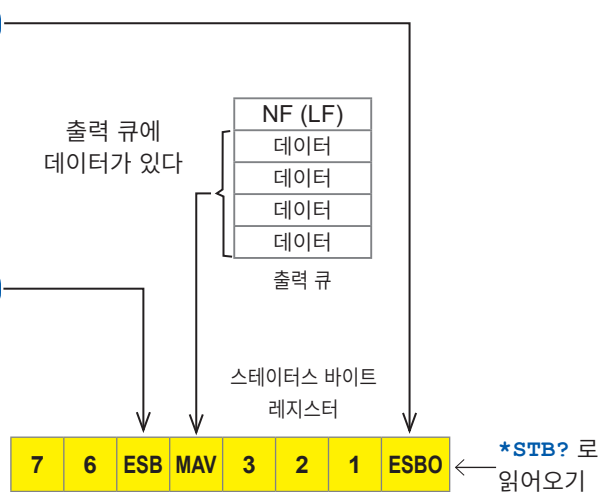 NF (LF)
데이터
데이터
데이터
데이터
출력 큐에
데이터가 있다
출력 큐
스테이터스 바이트
레지스터
7 6 ESB MAV 3 2 1 ESBO
*STB? 로
읽어오기